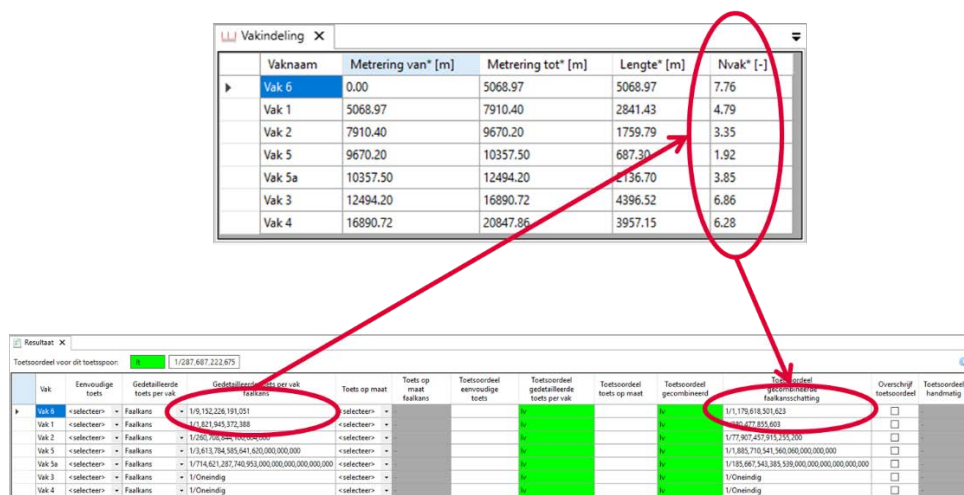 Vakindeling X
Vaknaam Metrering van* [m] Metrering tot* [m] Lengte* [m] Nvak* [-]
Vak 6 0.00 5068.97 5068.97 7.76
Vak 1 5068.97 7910.40 2841.43 4.79
Vak 2 7910.40 9670.20 1759.79 3.35
Vak 5 9670.20 10357.50 687.30 1.92
Vak 5a 10357.50 12494.20 2136.70 3.85
Vak 3 12494.20 16890.72 4396.52 6.86
Vak 4 16890.72 20847.86 3957.15 6.28
Resultaat X
Toetsoordeel voor dit toetsspoor: Iv 1/287,687,222,675
Vak Eenvoudige toets Gedetailleerde toets per vak Gedetailleerde toets per vak faalkans Toets op maat Toets op maat faalkans Toetsoordeel eenvoudige toets Toetsoordeel gedetailleerde toets per vak Toetsoordeel toets op maat Toetsoordeel gecombineerd Toetsoordeel gecombineerde faalkansschatting Overschrijf toetsoordeel Toetsoordeel handmatig
Vak 6 <selecteer> Faalkans 1/9,152,226,191,051 <selecteer> - Iv Iv 1/1,179,618,501,623
Vak 1 <selecteer> Faalkans 1/1,821,945,372,388 <selecteer> - Iv Iv
Vak 2 <selecteer> Faalkans <selecteer> - Iv Iv 1/77,907,457,915,255,200
Vak 5 <selecteer> Faalkans 1/3,613,784,585,641,620,000,000,000 <selecteer> - Iv Iv 1/1,885,710,541,560,060,000,000,000
Vak 5a <selecteer> Faalkans 1/714,621,287,740,953,000,000,000,000,000,000 <selecteer> - Iv Iv 1/185,667,543,385,539,000,000,000,000,000,000
Vak 3 <selecteer> Faalkans 1/Oneindig <selecteer> - Iv Iv 1/Oneindig
Vak 4 <selecteer> Faalkans 1/Oneindig <selecteer> - Iv Iv 1/Oneindig